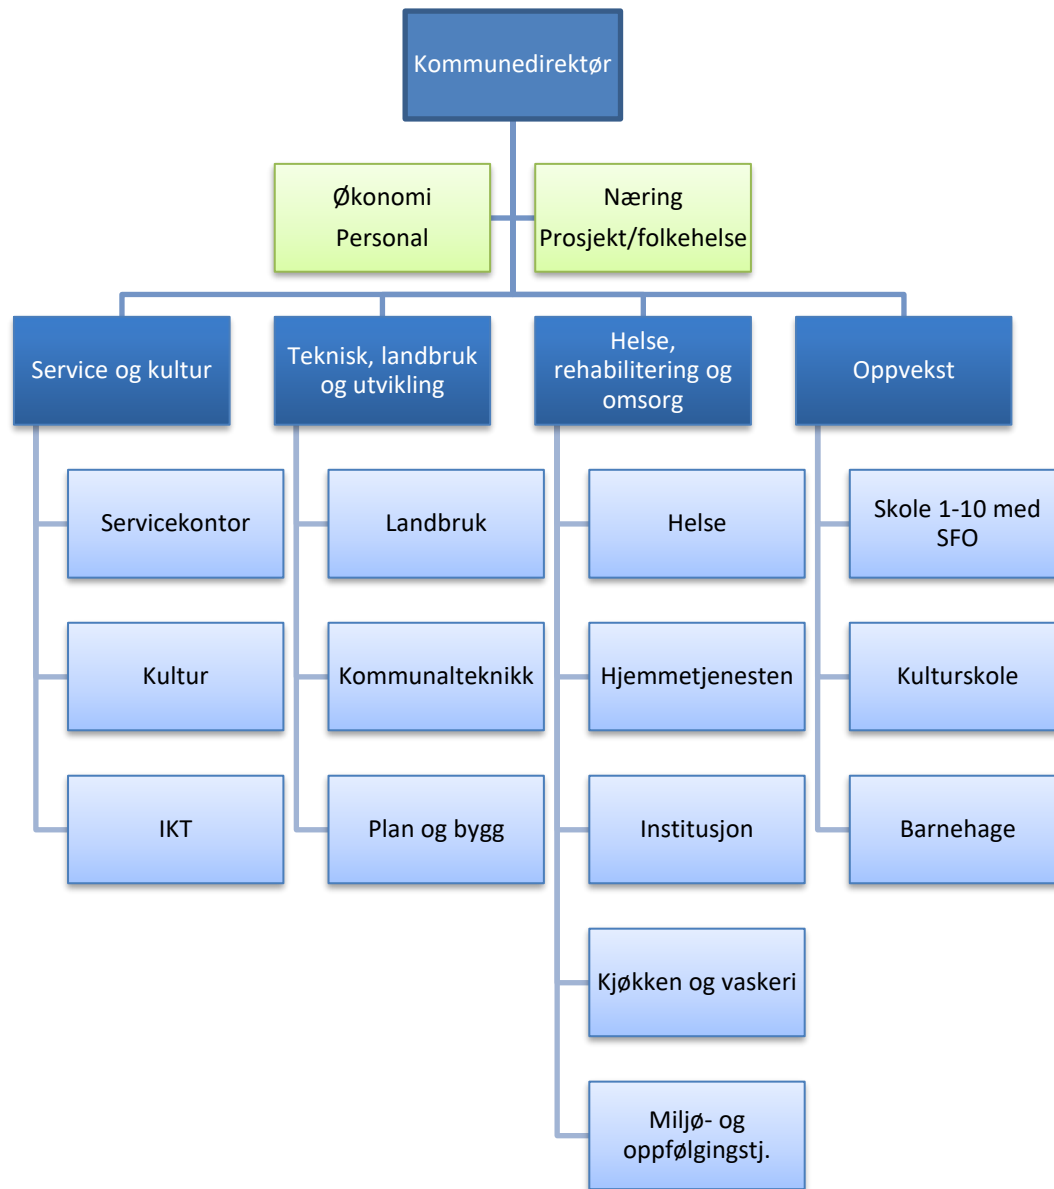 Kommunedirektør
Økonomi
Personal
Næring
Prosjekt/folkehelse
Service og kultur
Teknisk, landbruk
og utvikling
Helse,
rehabilitering og
omsorg
Oppvekst
Servicekontor
Landbruk
Helse
Skole 1-10 med
SFO
Kultur
Kommunalteknikk
Hjemmetjenesten
Kulturskole
IKT
Plan og bygg
Institusjon
Barnehage
Kjøkken og vaskeri
Miljø- og
oppfølgingstj.